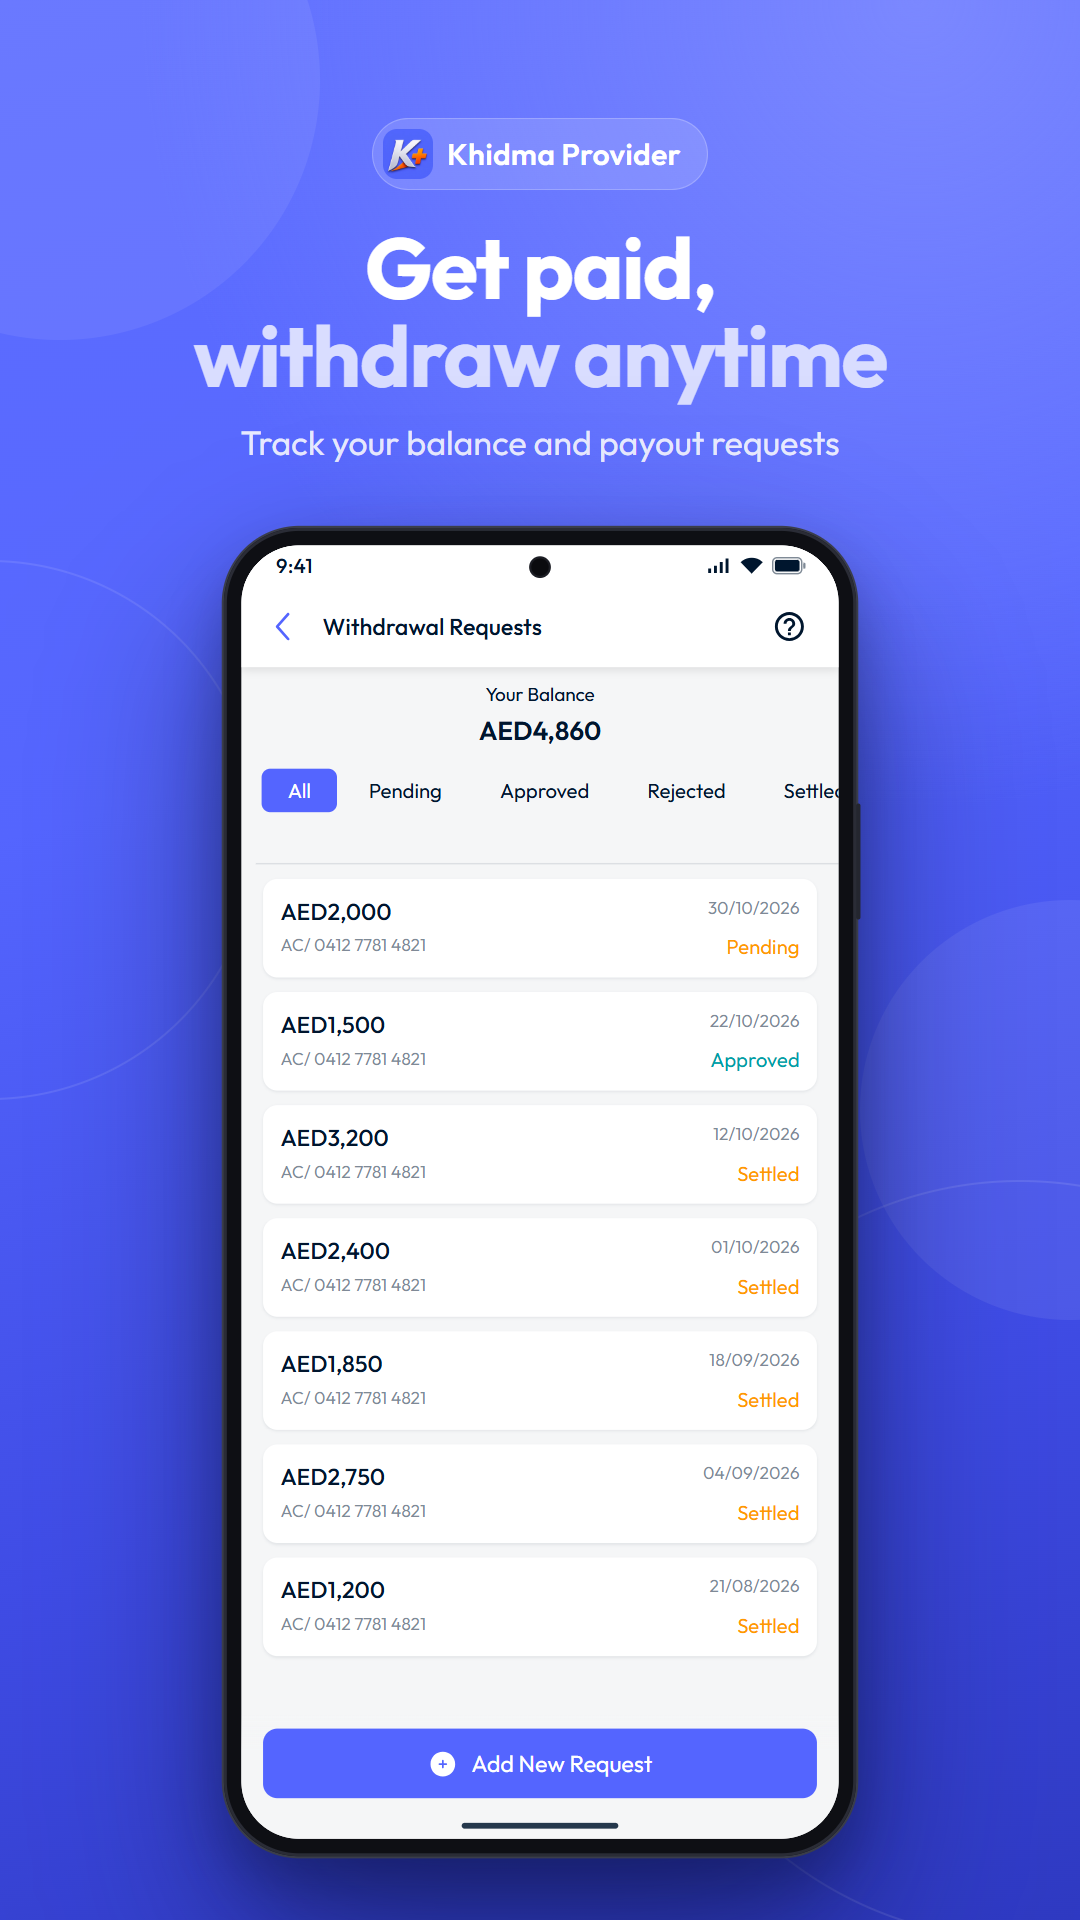 K+ Khidma Provider
Get paid,
withdraw anytime
Track your balance and payout requests
9:41
Withdrawal Requests
Your Balance
AED4,860
All Pending Approved Rejected Settled
AED2,000 30/10/2026
AC/ 0412 7781 4821 Pending
AED1,500 22/10/2026
AC/ 0412 7781 4821 Approved
AED3,200 12/10/2026
AC/ 0412 7781 4821 Settled
AED2,400 01/10/2026
AC/ 0412 7781 4821 Settled
AED1,850 18/09/2026
AC/ 0412 7781 4821 Settled
AED2,750 04/09/2026
AC/ 0412 7781 4821 Settled
AED1,200 21/08/2026
AC/ 0412 7781 4821 Settled
Add New Request